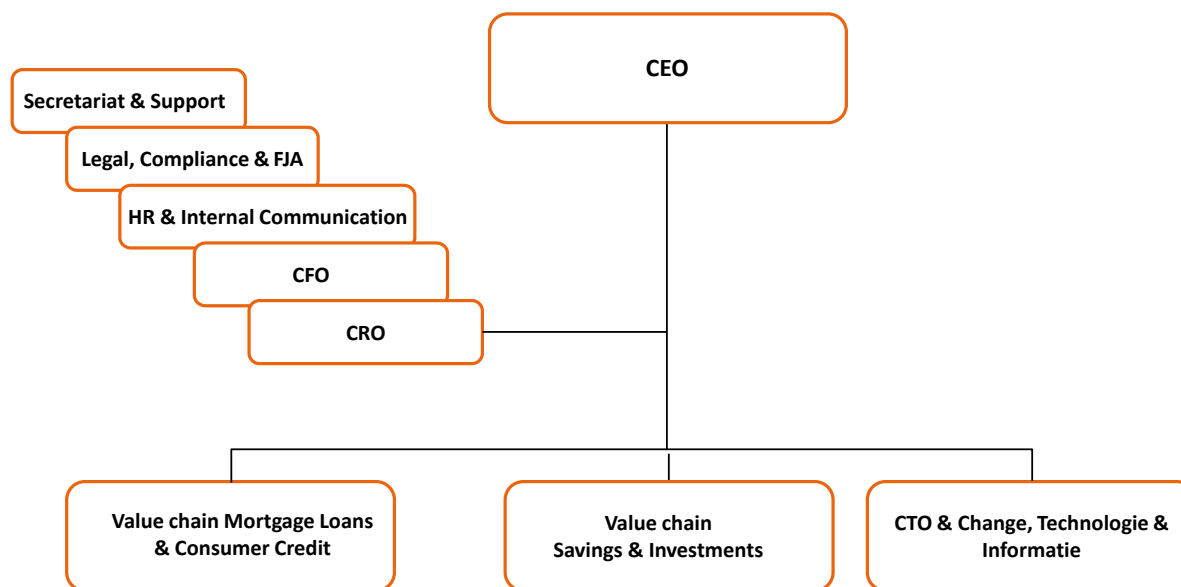 CEO
Secretariat & Support
Legal, Compliance & FJA
HR & Internal Communication
CFO
CRO
Value chain Mortgage Loans
& Consumer Credit
Value chain
Savings & Investments
CTO & Change, Technologie &
Informatie